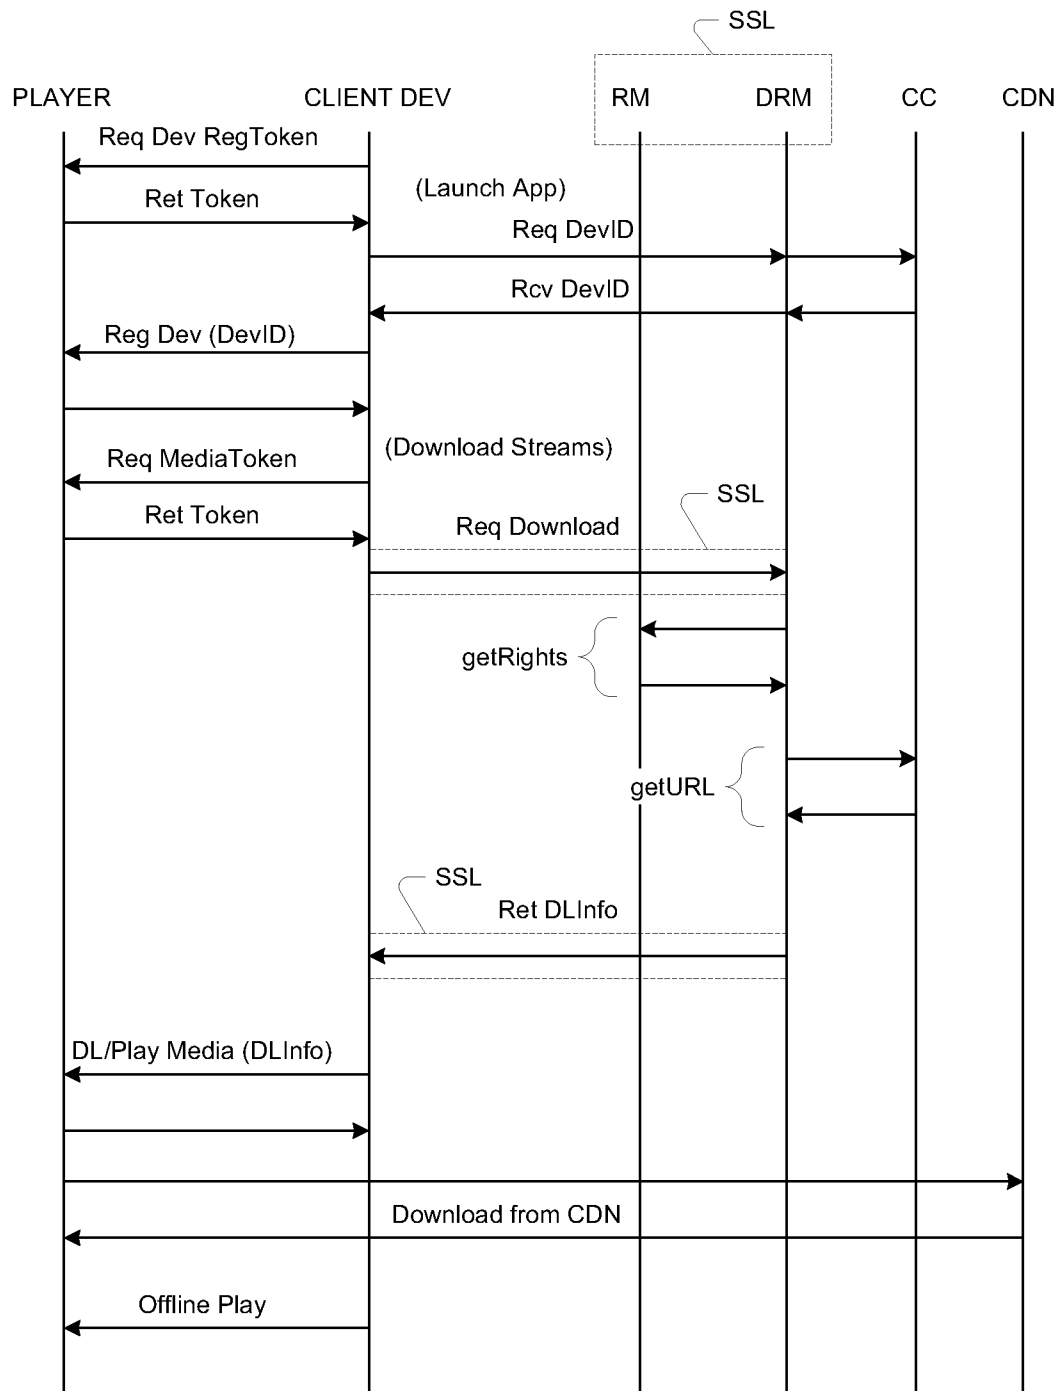 SSL
PLAYER
CLIENT DEV
RM
DRM
CC
CDN
Req Dev RegToken
(Launch App)
Ret Token
Req DevID
Rcv DevID
Reg Dev (DevID)
(Download Streams)
Req MediaToken
SSL
Ret Token
Req Download
getRights
getURL
SSL
Ret DLInfo
DL/Play Media (DLInfo)
Download from CDN
Offline Play